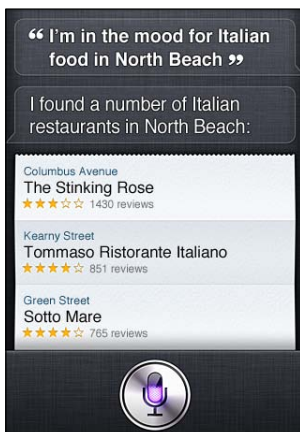 “ I'm in the mood for Italian
food in North Beach ”
I found a number of Italian
restaurants in North Beach:
Columbus Avenue
The Stinking Rose
1430 reviews
Kearny Street
Tommaso Ristorante Italiano
851 reviews
Green Street
Sotto Mare
765 reviews